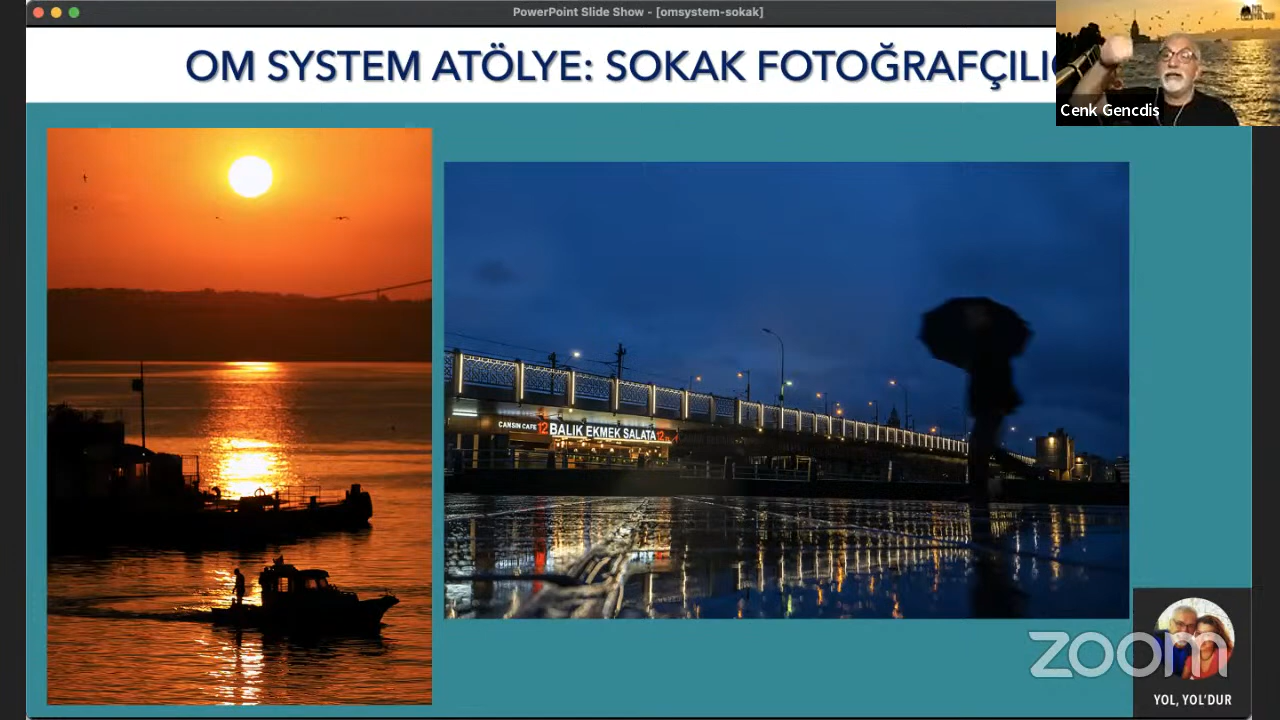 PowerPoint Slide Show - [omsystem-sokak]
OM SYSTEM ATÖLYE: SOKAK FOTOĞRAFÇILI
Cenk Gencdis
CANSIN CAFE 12 BALIK EKMEK SALATA 12
zoom
YOL, YOL'DUR